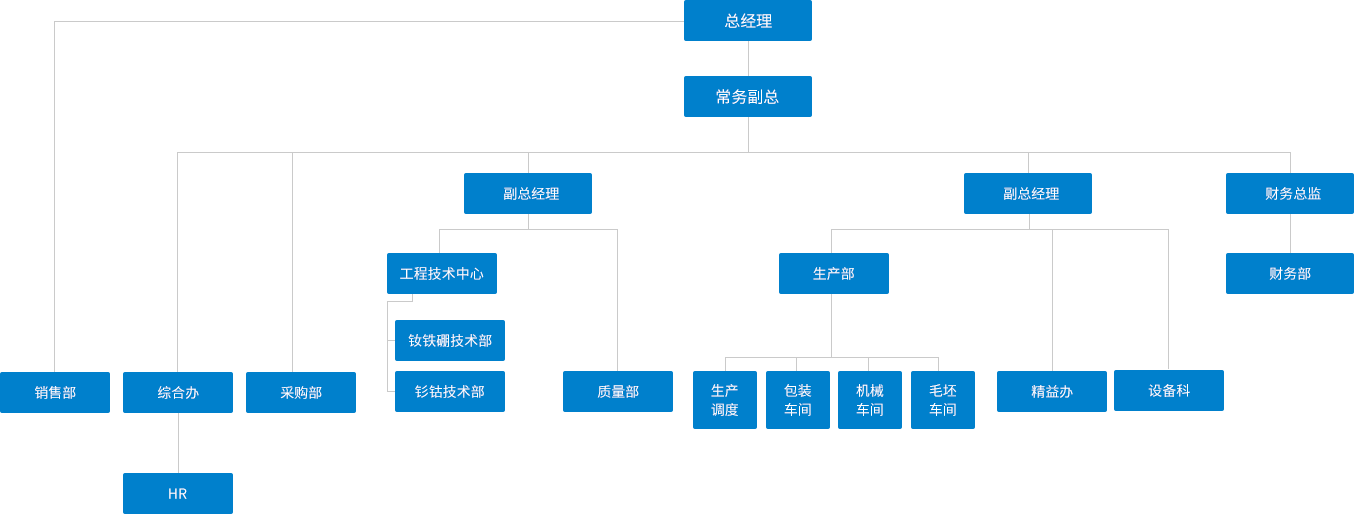 总经理
常务副总
副总经理
副总经理
财务总监
工程技术中心
生产部
财务部
钕铁硼技术部
销售部
综合办
采购部
钐钴技术部
质量部
生产
调度
包装
车间
机械
车间
毛坯
车间
精益办
设备科
HR